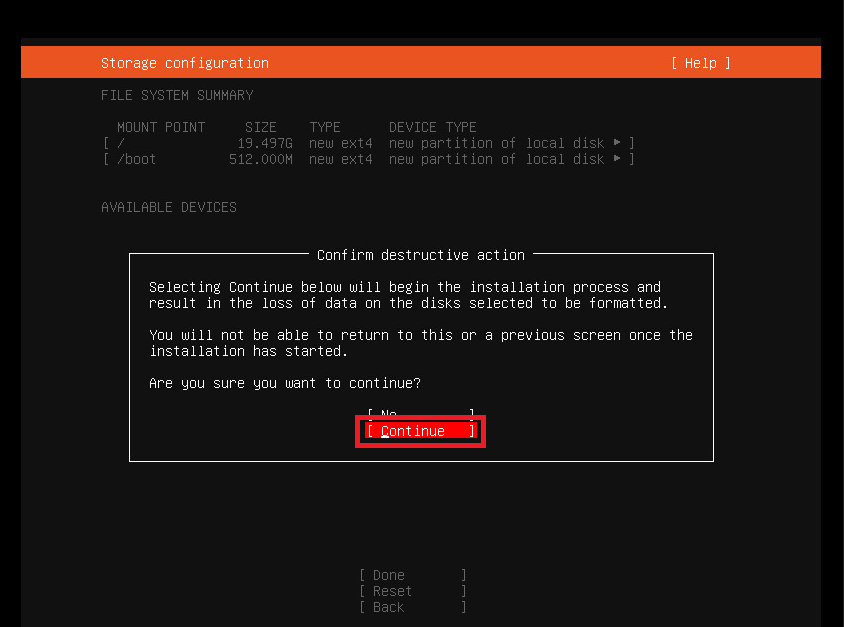 Storage configuration [ Help ]
FILE SYSTEM SUMMARY
MOUNT POINT SIZE TYPE DEVICE TYPE
[ / 19.497G new ext4 new partition of local disk ▸ ]
[ /boot 512.000M new ext4 new partition of local disk ▸ ]
AVAILABLE DEVICES
Confirm destructive action
Selecting Continue below will begin the installation process and
result in the loss of data on the disks selected to be formatted.
You will not be able to return to this or a previous screen once the
installation has started.
Are you sure you want to continue?
[ No ]
[ Continue ]
[ Done ]
[ Reset ]
[ Back ]